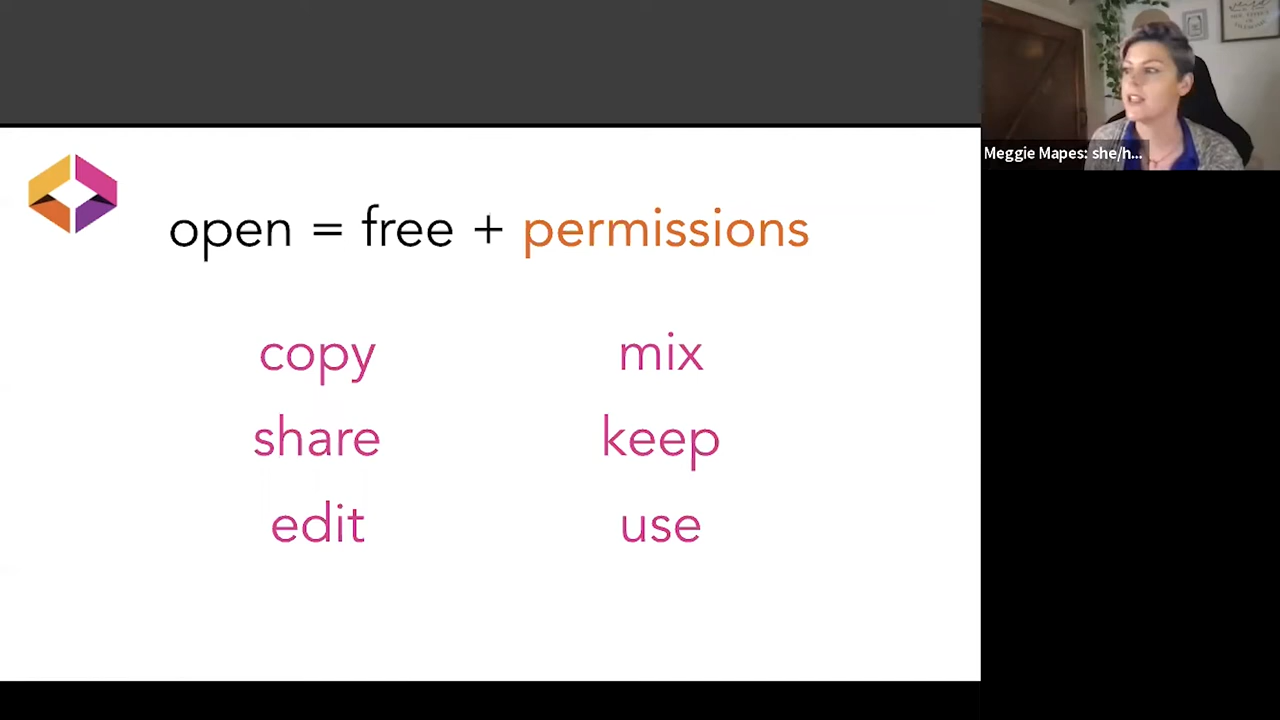 open = free + permissions
copy mix
share keep
edit use
Meggie Mapes: she/h...